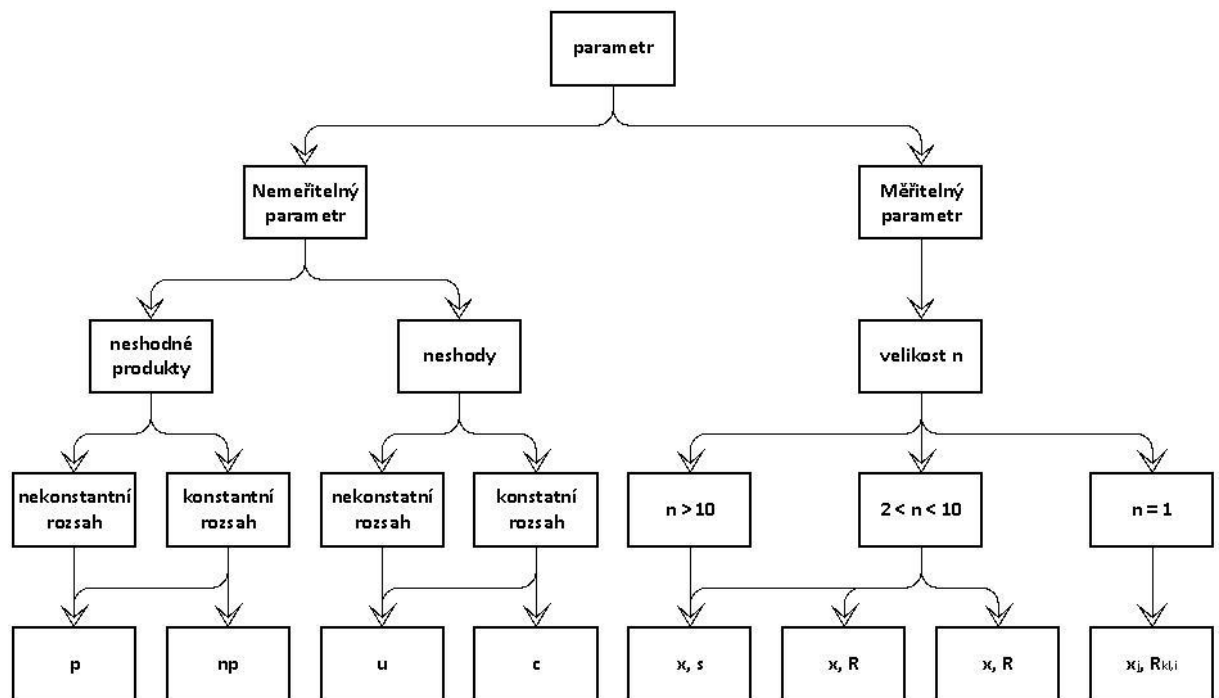 parametr
Nemeřitelný
parametr
Měřitelný
parametr
neshodné
produkty
neshody
velikost n
nekonstantní
rozsah
konstantní
rozsah
nekonstatní
rozsah
konstatní
rozsah
n > 10
2 < n < 10
n = 1
p
np
u
c
x, s
x, R
x, R
xj, Rkl,i